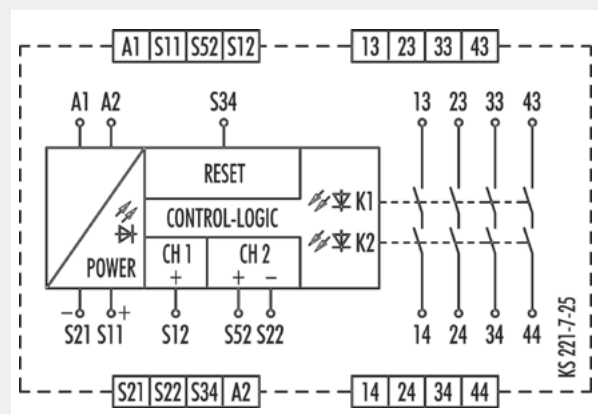 A1 S11 S52 S12 13 23 33 43
A1 A2 S34 13 23 33 43
RESET
CONTROL-LOGIC K1
POWER CH 1 CH 2 K2
+ + −
− +
S21 S11 S12 S52 S22 14 24 34 44
KS 221-7-25
S21 S22 S34 A2 14 24 34 44